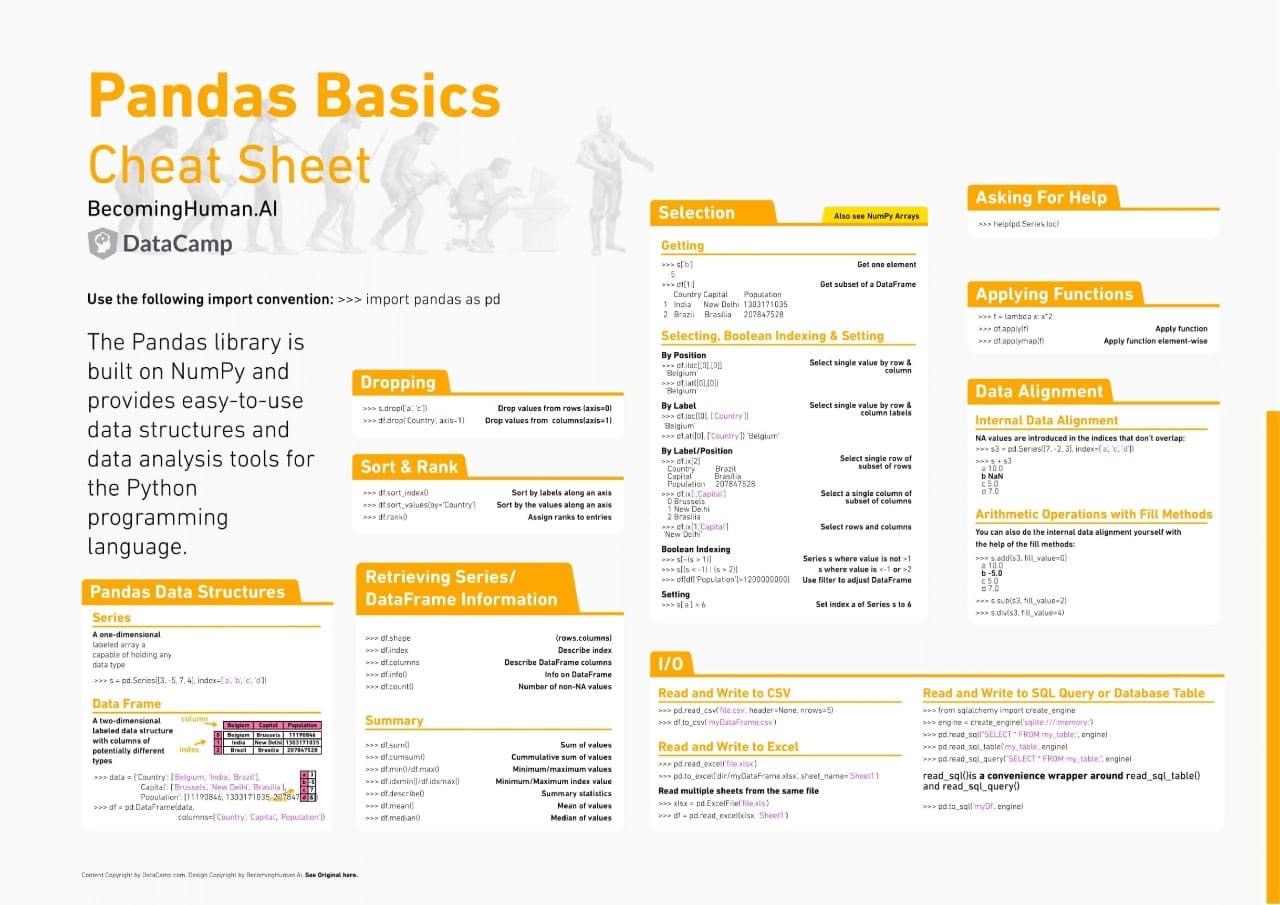 Pandas Basics
Cheat Sheet
BecomingHuman.AI
DataCamp
Use the following import convention: >>> import pandas as pd
The Pandas library is
built on NumPy and
provides easy-to-use
data structures and
data analysis tools for
the Python
programming
language.
Pandas Data Structures
Series
A one-dimensional
labeled array a
capable of holding any
data type
>>> s = pd.Series([3, -5, 7, 4], index=['a', 'b', 'c', 'd'])
Data Frame
A two-dimensional
labeled data structure
with columns of
potentially different
types
column
index
Belgium Capital Population
0 Belgium Brussels 11190846
1 India New Delhi 1303171035
2 Brazil Brasilia 207847528
>>> data = {'Country': ['Belgium', 'India', 'Brazil'],
'Capital': ['Brussels', 'New Delhi', 'Brasilia'],
'Population': [11190846, 1303171035, 207847
>>> df = pd.DataFrame(data,
columns=['Country', 'Capital', 'Population'])
a 3
b -5
c 7
d 4
Dropping
>>> s.drop(['a', 'c']) Drop values from rows (axis=0)
>>> df.drop('Country', axis=1) Drop values from columns(axis=1)
Sort & Rank
>>> df.sort_index() Sort by labels along an axis
>>> df.sort_values(by='Country') Sort by the values along an axis
>>> df.rank() Assign ranks to entries
Retrieving Series/
DataFrame Information
>>> df.shape (rows.columns)
>>> df.index Describe index
>>> df.columns Describe DataFrame columns
>>> df.info() Info on DataFrame
>>> df.count() Number of non-NA values
Summary
>>> df.sum() Sum of values
>>> df.cumsum() Cummulative sum of values
>>> df.min()/df.max() Minimum/maximum values
>>> df.idxmin()/df.idxmax() Minimum/Maximum index value
>>> df.describe() Summary statistics
>>> df.mean() Mean of values
>>> df.median() Median of values
Selection
Also see NumPy Arrays
Getting
>>> s['b'] Get one element
-5
>>> df[1:] Get subset of a DataFrame
Country Capital Population
1 India New Delhi 1303171035
2 Brazil Brasilia 207847528
Selecting, Boolean Indexing & Setting
By Position
>>> df.iloc([0],[0]) Select single value by row &
'Belgium' column
>>> df.iat([0],[0])
'Belgium'
By Label Select single value by row &
>>> df.loc([0], ['Country']) column labels
'Belgium'
>>> df.at([0], ['Country']) 'Belgium'
By Label/Position
>>> df.ix[2] Select single row of
Country Brazil subset of rows
Capital Brasilia
Population 207847528
>>> df.ix[:,'Capital'] Select a single column of
0 Brussels subset of columns
1 New Delhi
2 Brasilia
>>> df.ix[1,'Capital'] Select rows and columns
'New Delhi'
Boolean Indexing
>>> s[~(s > 1)] Series s where value is not >1
>>> s[(s < -1) | (s > 2)] s where value is <-1 or >2
>>> df[df['Population']>1200000000] Use filter to adjust DataFrame
Setting
>>> s['a'] = 6 Set index a of Series s to 6
Asking For Help
>>> help(pd.Series.loc)
Applying Functions
>>> f = lambda x: x*2
>>> df.apply(f) Apply function
>>> df.applymap(f) Apply function element-wise
Data Alignment
Internal Data Alignment
NA values are introduced in the indices that don't overlap:
>>> s3 = pd.Series([7, -2, 3], index=['a', 'c', 'd'])
>>> s + s3
a 10.0
b NaN
c 5.0
d 7.0
Arithmetic Operations with Fill Methods
You can also do the internal data alignment yourself with
the help of the fill methods:
>>> s.add(s3, fill_value=0)
a 10.0
b -5.0
c 5.0
d 7.0
>>> s.sub(s3, fill_value=2)
>>> s.div(s3, fill_value=4)
I/O
Read and Write to CSV
>>> pd.read_csv('file.csv', header=None, nrows=5)
>>> df.to_csv('myDataFrame.csv')
Read and Write to Excel
>>> pd.read_excel('file.xlsx')
>>> pd.to_excel('dir/myDataFrame.xlsx', sheet_name='Sheet1')
Read multiple sheets from the same file
>>> xlsx = pd.ExcelFile('file.xls')
>>> df = pd.read_excel(xlsx, 'Sheet1')
Read and Write to SQL Query or Database Table
>>> from sqlalchemy import create_engine
>>> engine = create_engine('sqlite:///:memory:')
>>> pd.read_sql("SELECT * FROM my_table;", engine)
>>> pd.read_sql_table('my_table', engine)
>>> pd.read_sql_query("SELECT * FROM my_table;", engine)
read_sql()is a convenience wrapper around read_sql_table()
and read_sql_query()
>>> pd.to_sql('myDf', engine)
Content Copyright by DataCamp.com. Design Copyright by BecomingHuman.Ai. See Original here.